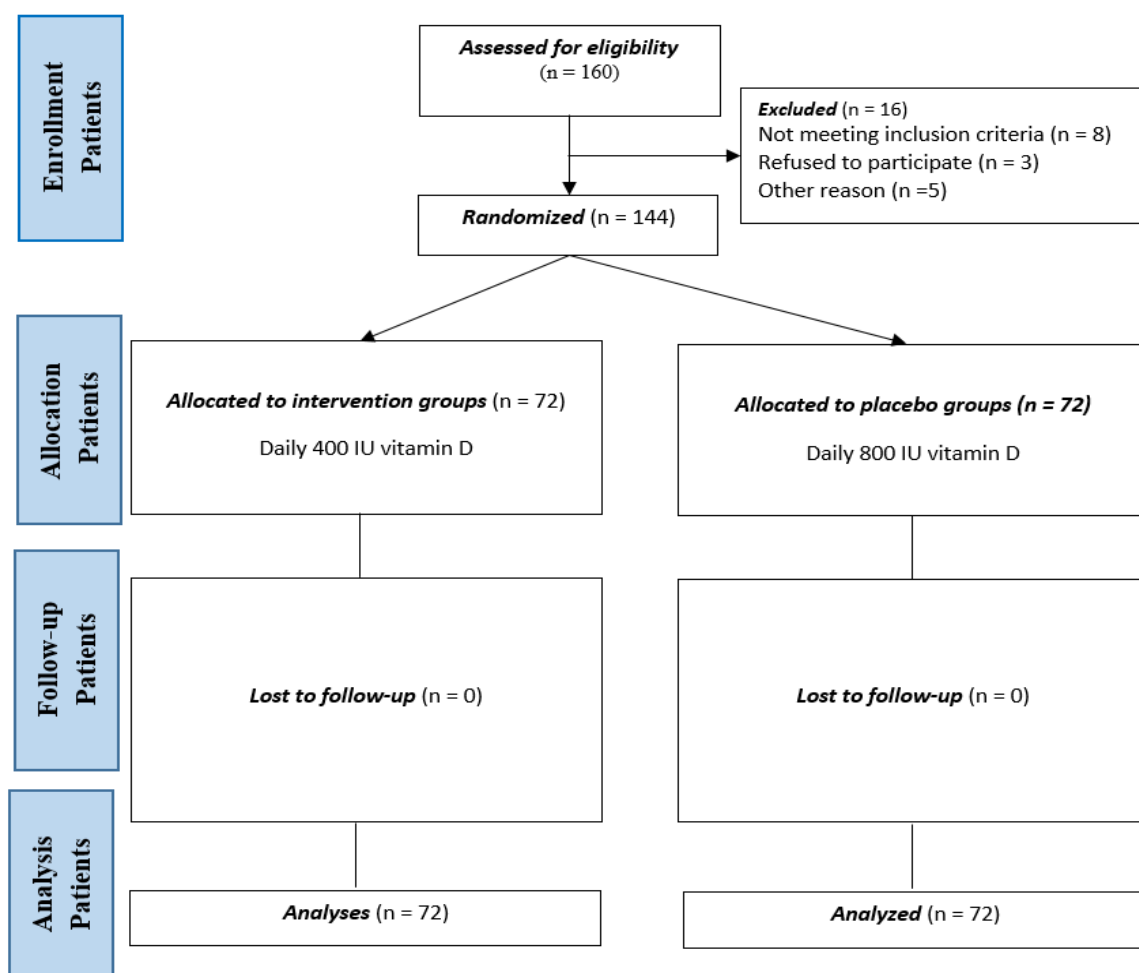 Enrollment
Patients
Assessed for eligibility
(n = 160)
Excluded (n = 16)
Not meeting inclusion criteria (n = 8)
Refused to participate (n = 3)
Other reason (n =5)
Randomized (n = 144)
Allocation
Patients
Allocated to intervention groups (n = 72)
Daily 400 IU vitamin D
Allocated to placebo groups (n = 72)
Daily 800 IU vitamin D
Follow-up
Patients
Lost to follow-up (n = 0)
Lost to follow-up (n = 0)
Analysis
Patients
Analyses (n = 72)
Analyzed (n = 72)